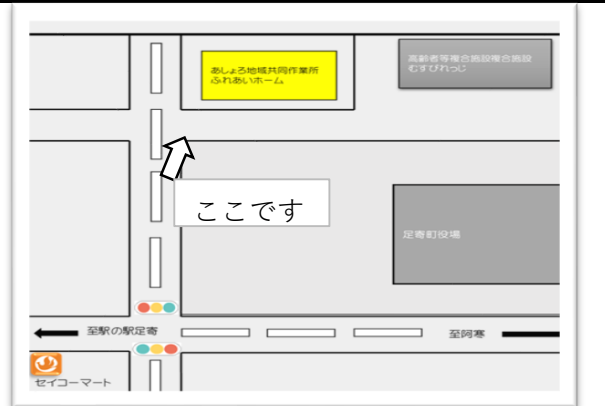 あしょろ地域共同作業所
ふれあいホーム
高齢者等複合施設複合施設
むすびれっじ
ここです
足寄町役場
至駅の駅足寄
至阿寒
セイコーマート